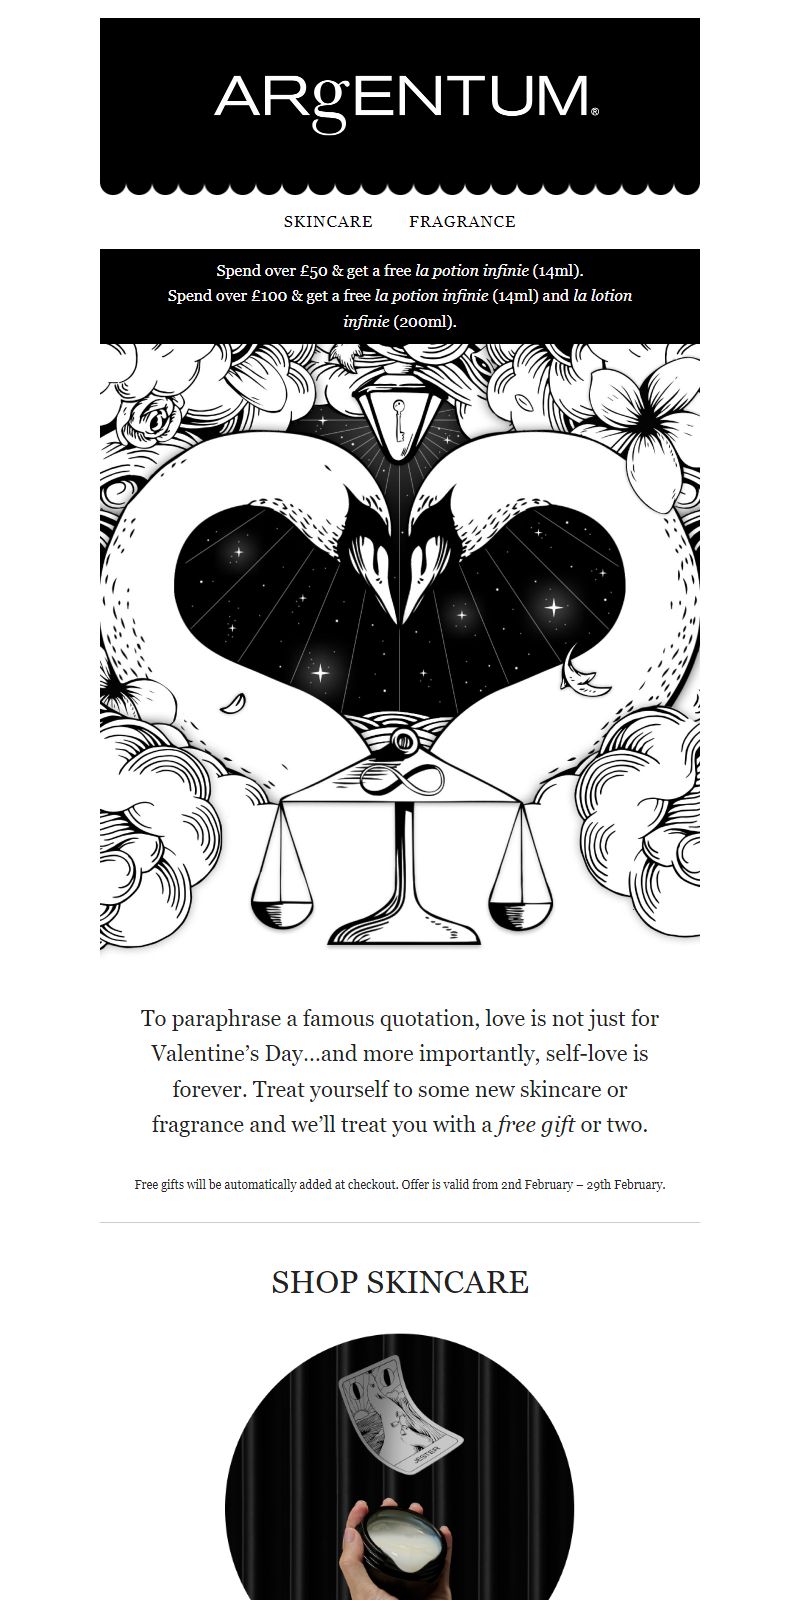 ARgENTUM®
SKINCARE FRAGRANCE
Spend over £50 & get a free la potion infinie (14ml).
Spend over £100 & get a free la potion infinie (14ml) and la lotion
infinie (200ml).
To paraphrase a famous quotation, love is not just for
Valentine’s Day…and more importantly, self-love is
forever. Treat yourself to some new skincare or
fragrance and we’ll treat you with a free gift or two.
Free gifts will be automatically added at checkout. Offer is valid from 2nd February – 29th February.
SHOP SKINCARE
JESTER